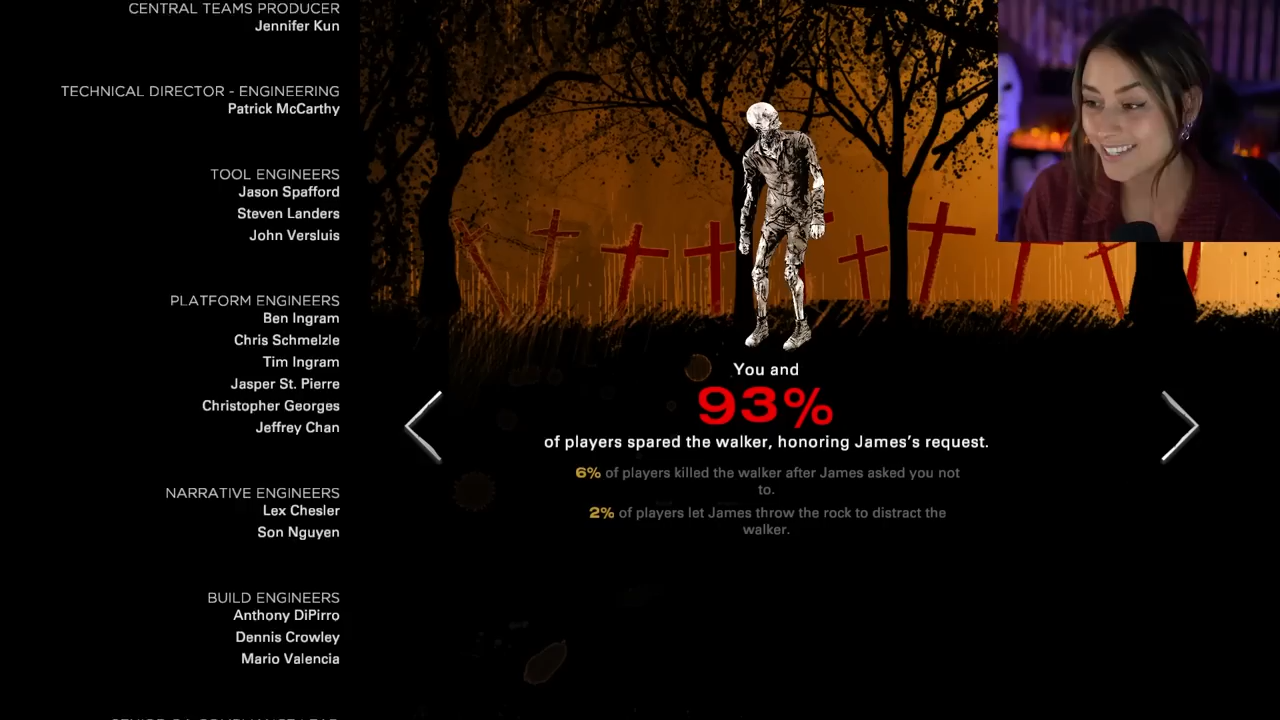 CENTRAL TEAMS PRODUCER
Jennifer Kun
TECHNICAL DIRECTOR - ENGINEERING
Patrick McCarthy
TOOL ENGINEERS
Jason Spafford
Steven Landers
John Versluis
PLATFORM ENGINEERS
Ben Ingram
Chris Schmelzle
Tim Ingram
Jasper St. Pierre
Christopher Georges
Jeffrey Chan
NARRATIVE ENGINEERS
Lex Chesler
Son Nguyen
BUILD ENGINEERS
Anthony DiPirro
Dennis Crowley
Mario Valencia
You and
93%
of players spared the walker, honoring James's request.
6% of players killed the walker after James asked you not
to.
2% of players let James throw the rock to distract the
walker.